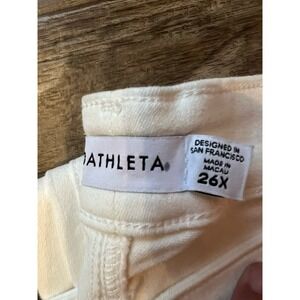 ATHLETA®
DESIGNED IN
SAN FRANCISCO
MADE IN
MACAU
26X